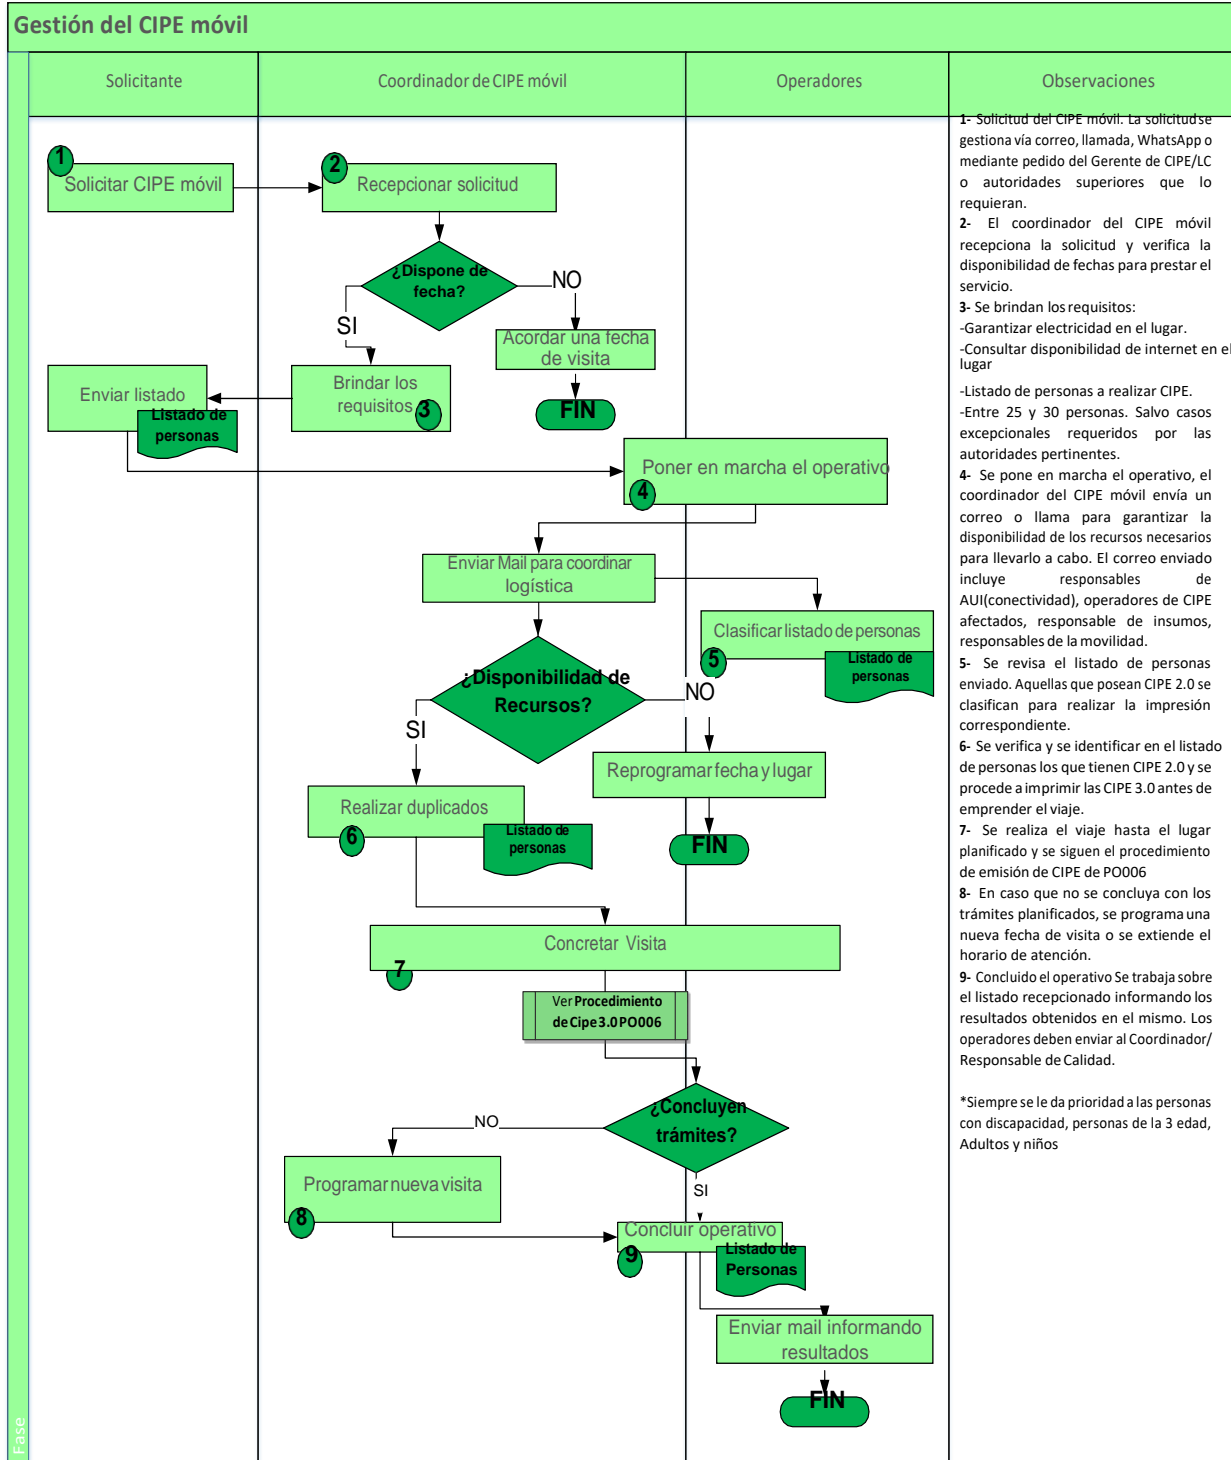 Gestión del CIPE móvil
Solicitante
Coordinador de CIPE móvil
Operadores
Observaciones
1
Solicitar CIPE móvil
2
Recepcionar solicitud
¿Dispone de
fecha?
NO
SI
Acordar una fecha
de visita
FIN
Brindar los
requisitos
3
Enviar listado
Listado de
personas
Poner en marcha el operativo
4
Enviar Mail para coordinar
logística
Clasificar listado de personas
5
Listado de
personas
¿Disponibilidad de
Recursos?
NO
SI
Reprogramar fecha y lugar
FIN
Realizar duplicados
6
Listado de
personas
Concretar Visita
7
Ver Procedimiento
de Cipe 3.0 PO006
¿Concluyen
trámites?
NO
SI
Programar nueva visita
8
Concluir operativo
9
Listado de
Personas
Enviar mail informando
resultados
FIN
Fase
1- Solicitud del CIPE móvil. La solicitud se
gestiona vía correo, llamada, WhatsApp o
mediante pedido del Gerente de CIPE/LC
o autoridades superiores que lo
requieran.
2- El coordinador del CIPE móvil
recepciona la solicitud y verifica la
disponibilidad de fechas para prestar el
servicio.
3- Se brindan los requisitos:
-Garantizar electricidad en el lugar.
-Consultar disponibilidad de internet en el
lugar
-Listado de personas a realizar CIPE.
-Entre 25 y 30 personas. Salvo casos
excepcionales requeridos por las
autoridades pertinentes.
4- Se pone en marcha el operativo, el
coordinador del CIPE móvil envía un
correo o llama para garantizar la
disponibilidad de los recursos necesarios
para llevarlo a cabo. El correo enviado
incluye responsables de
AUI(conectividad), operadores de CIPE
afectados, responsable de insumos,
responsables de la movilidad.
5- Se revisa el listado de personas
enviado. Aquellas que posean CIPE 2.0 se
clasifican para realizar la impresión
correspondiente.
6- Se verifica y se identificar en el listado
de personas los que tienen CIPE 2.0 y se
procede a imprimir las CIPE 3.0 antes de
emprender el viaje.
7- Se realiza el viaje hasta el lugar
planificado y se siguen el procedimiento
de emisión de CIPE de PO006
8- En caso que no se concluya con los
trámites planificados, se programa una
nueva fecha de visita o se extiende el
horario de atención.
9- Concluido el operativo Se trabaja sobre
el listado recepcionado informando los
resultados obtenidos en el mismo. Los
operadores deben enviar al Coordinador/
Responsable de Calidad.
*Siempre se le da prioridad a las personas
con discapacidad, personas de la 3 edad,
Adultos y niños